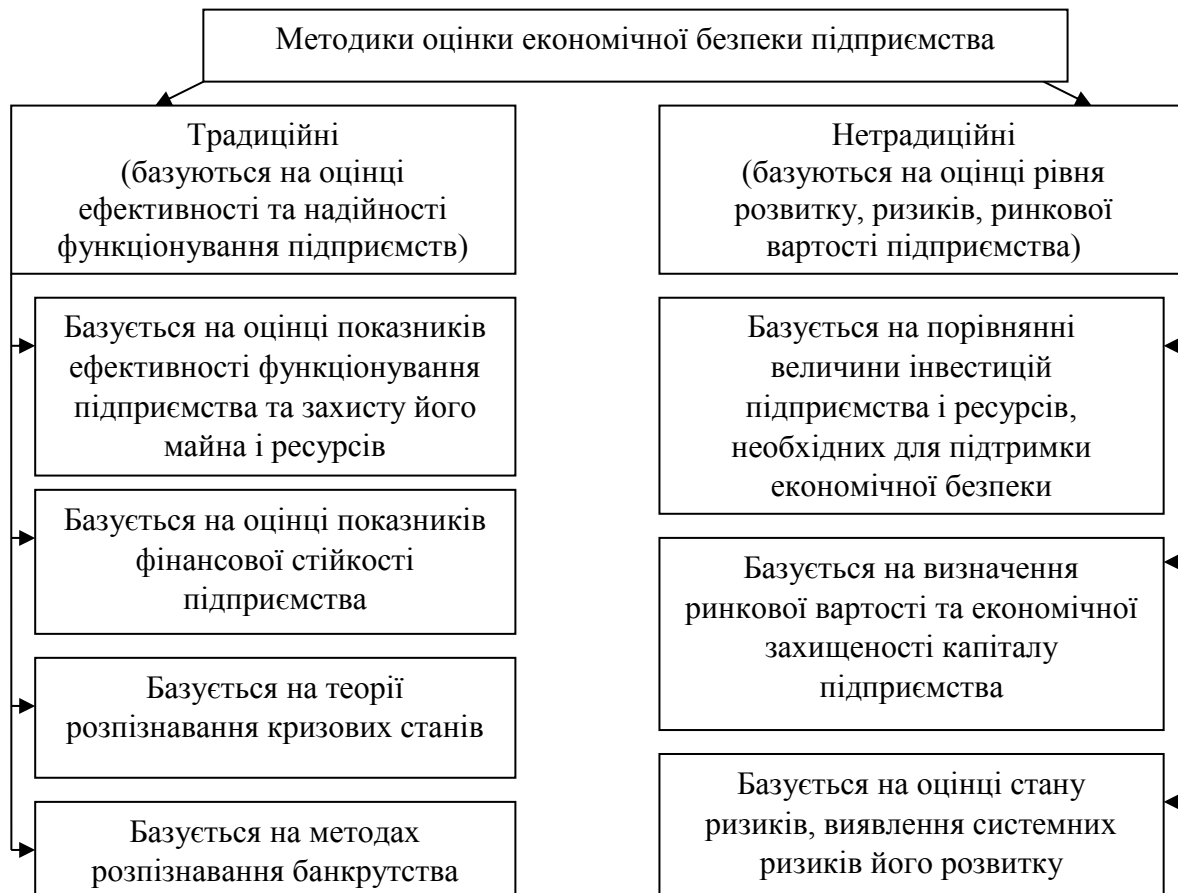 Методики оцінки економічної безпеки підприємства
Традиційні
(базуються на оцінці
ефективності та надійності
функціонування підприємств)
Базується на оцінці показників
ефективності функціонування
підприємства та захисту його
майна і ресурсів
Базується на оцінці показників
фінансової стійкості
підприємства
Базується на теорії
розпізнавання кризових станів
Базується на методах
розпізнавання банкрутства
Нетрадиційні
(базуються на оцінці рівня
розвитку, ризиків, ринкової
вартості підприємства)
Базується на порівнянні
величини інвестицій
підприємства і ресурсів,
необхідних для підтримки
економічної безпеки
Базується на визначення
ринкової вартості та економічної
захищеності капіталу
підприємства
Базується на оцінці стану
ризиків, виявлення системних
ризиків його розвитку